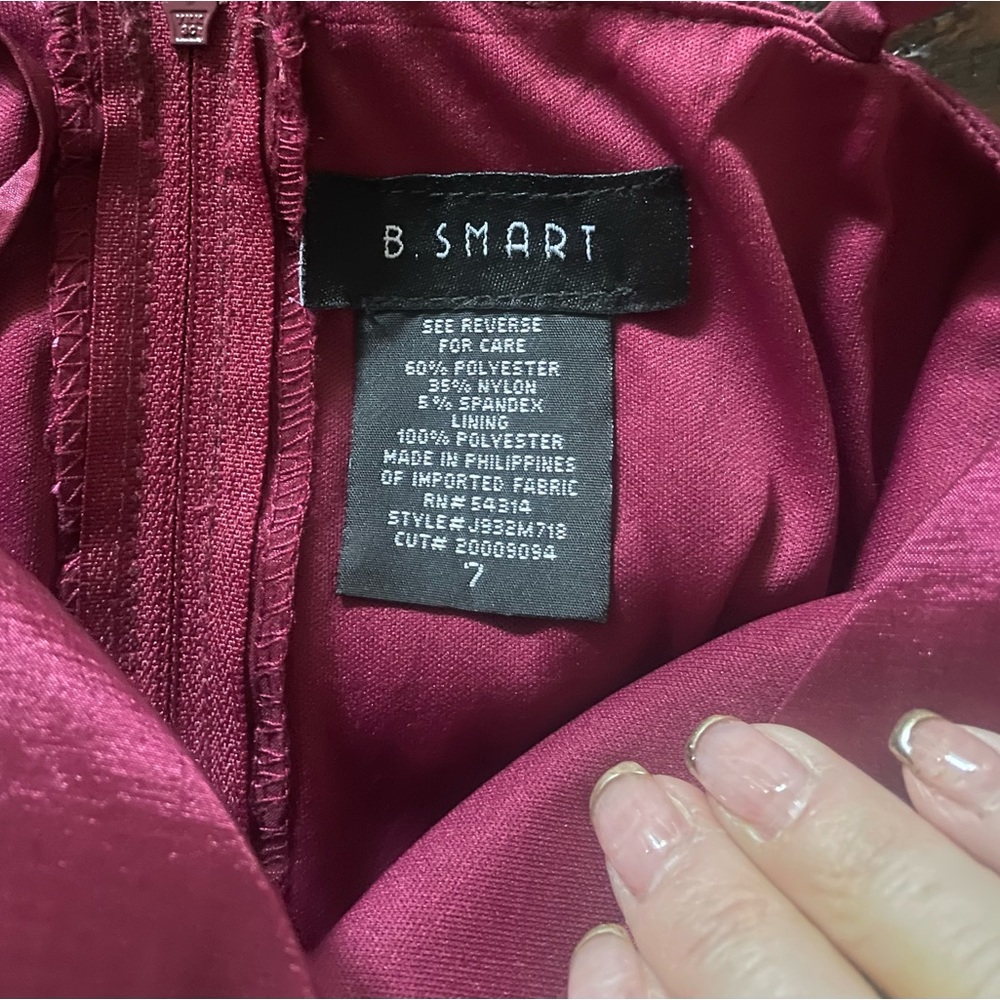 B. SMART
SEE REVERSE
FOR CARE
60% POLYESTER
35% NYLON
5% SPANDEX
LINING
100% POLYESTER
MADE IN PHILIPPINES
OF IMPORTED FABRIC
RN# 54314
STYLE# J932M718
CUT# 20009094
7